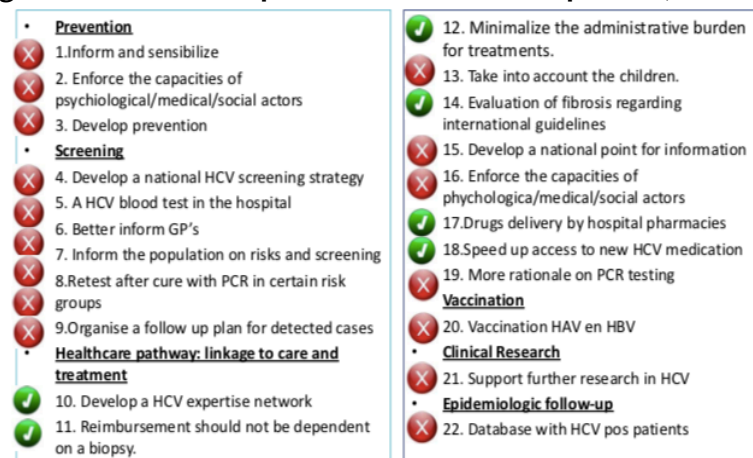 • Prevention
1.Inform and sensibilize
2. Enforce the capacities of
psychiological/medical/social actors
3. Develop prevention
• Screening
4. Develop a national HCV screening strategy
5. A HCV blood test in the hospital
6. Better inform GP's
7. Inform the population on risks and screening
8.Retest after cure with PCR in certain risk
groups
9.Organise a follow up plan for detected cases
• Healthcare pathway: linkage to care and
treatment
10. Develop a HCV expertise network
11. Reimbursement should not be dependent
on a biopsy.
12. Minimalize the administrative burden
for treatments.
13. Take into account the children.
14. Evaluation of fibrosis regarding
international guidelines
15. Develop a national point for information
16. Enforce the capacities of
phychologica/medical/social actors
17.Drugs delivery by hospital pharmacies
18.Speed up access to new HCV medication
19. More rationale on PCR testing
Vaccination
20. Vaccination HAV en HBV
• Clinical Research
21. Support further research in HCV
• Epidemiologic follow-up
22. Database with HCV pos patients